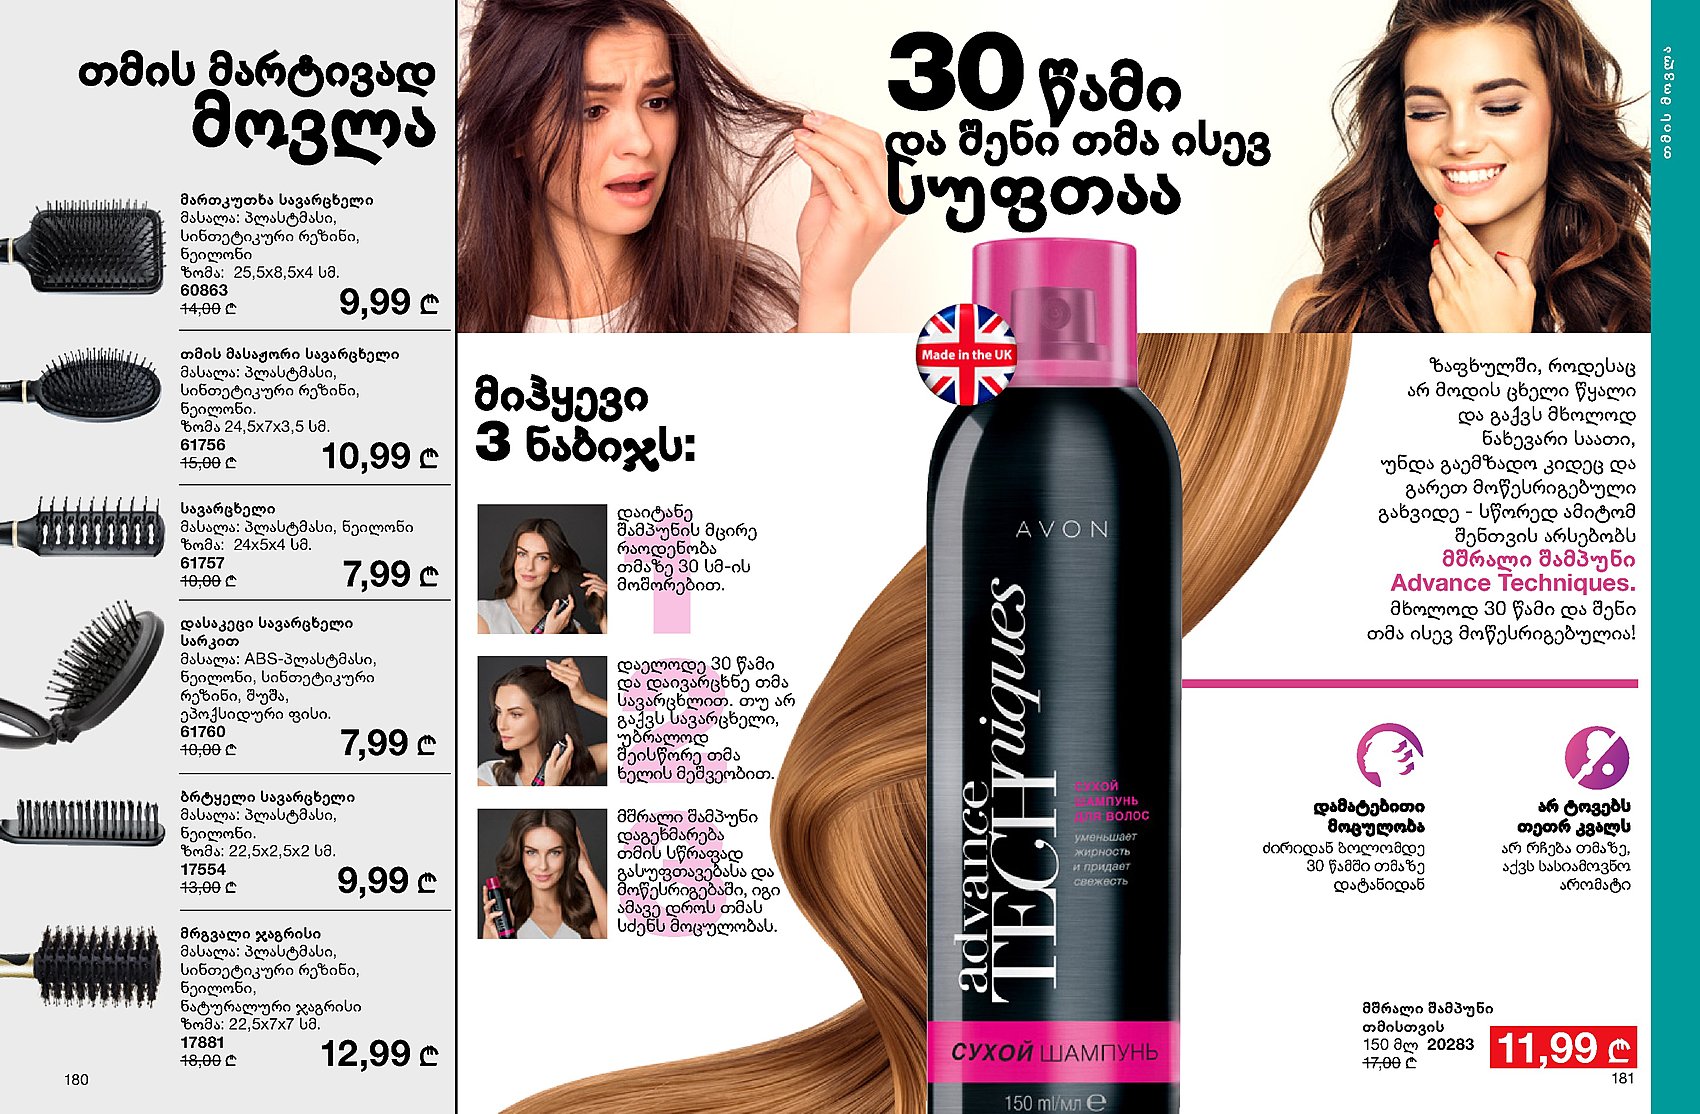 თმის მარტივად
მოვლა
მართკუთხა სავარცხელი
მასალა: პლასტმასი,
სინთეტიკური რეზინი,
ნეილონი
ზომა: 25,5x8,5x4 სმ.
60863
14,00 ₾
9,99 ₾
თმის მასაჟორი სავარცხელი
მასალა: პლასტმასი,
სინთეტიკური რეზინი,
ნეილონი.
ზომა 24,5x7x3,5 სმ.
61756
15,00 ₾
10,99 ₾
სავარცხელი
მასალა: პლასტმასი, ნეილონი
ზომა: 24x5x4 სმ.
61757
10,00 ₾
7,99 ₾
დასაკეცი სავარცხელი
სარკით
მასალა: ABS-პლასტმასი,
ნეილონი, სინთეტიკური
რეზინი, შუშა,
ეპოქსიდური ფისი.
61760
10,00 ₾
7,99 ₾
ბრტყელი სავარცხელი
მასალა: პლასტმასი,
ნეილონი.
ზომა: 22,5x2,5x2 სმ.
17554
13,00 ₾
9,99 ₾
მრგვალი ჯაგრისი
მასალა: პლასტმასი,
სინთეტიკური რეზინი,
ნეილონი,
ნატურალური ჯაგრისი
ზომა: 22,5x7x7 სმ.
17881
18,00 ₾
12,99 ₾
180
30 წამი
და შენი თმა ისევ
სუფთაა
მიჰყევი
3 ნაბიჯს:
1
დაიტანე
შამპუნის მცირე
რაოდენობა
თმაზე 30 სმ-ის
მოშორებით.
2
დაელოდე 30 წამი
და დაივარცხნე თმა
სავარცხლით. თუ არ
გაქვს სავარცხელი,
უბრალოდ
შეისწორე თმა
ხელის მეშვეობით.
3
მშრალი შამპუნი
დაგეხმარება
თმის სწრაფად
გასუფთავებასა და
მოწესრიგებაში, იგი
ამავე დროს თმას
სძენს მოცულობას.
Made in the UK
AVON
advance
TECHniques
СУХОЙ
ШАМПУНЬ
ДЛЯ ВОЛОС
уменьшает
жирность
и придает
свежесть
СУХОЙ ШАМПУНЬ
150 ml/мл ℮
თმის მოვლა
ზაფხულში, როდესაც
არ მოდის ცხელი წყალი
და გაქვს მხოლოდ
ნახევარი საათი,
უნდა გაემზადო კიდეც და
გარეთ მოწესრიგებული
გახვიდე - სწორედ ამიტომ
შენთვის არსებობს
მშრალი შამპუნი
Advance Techniques.
მხოლოდ 30 წამი და შენი
თმა ისევ მოწესრიგებულია!
დამატებითი
მოცულობა
ძირიდან ბოლომდე
30 წამში თმაზე
დატანიდან
არ ტოვებს
თეთრ კვალს
არ რჩება თმაზე,
აქვს სასიამოვნო
არომატი
მშრალი შამპუნი
თმისთვის
150 მლ 20283
17,00 ₾
11,99 ₾
181